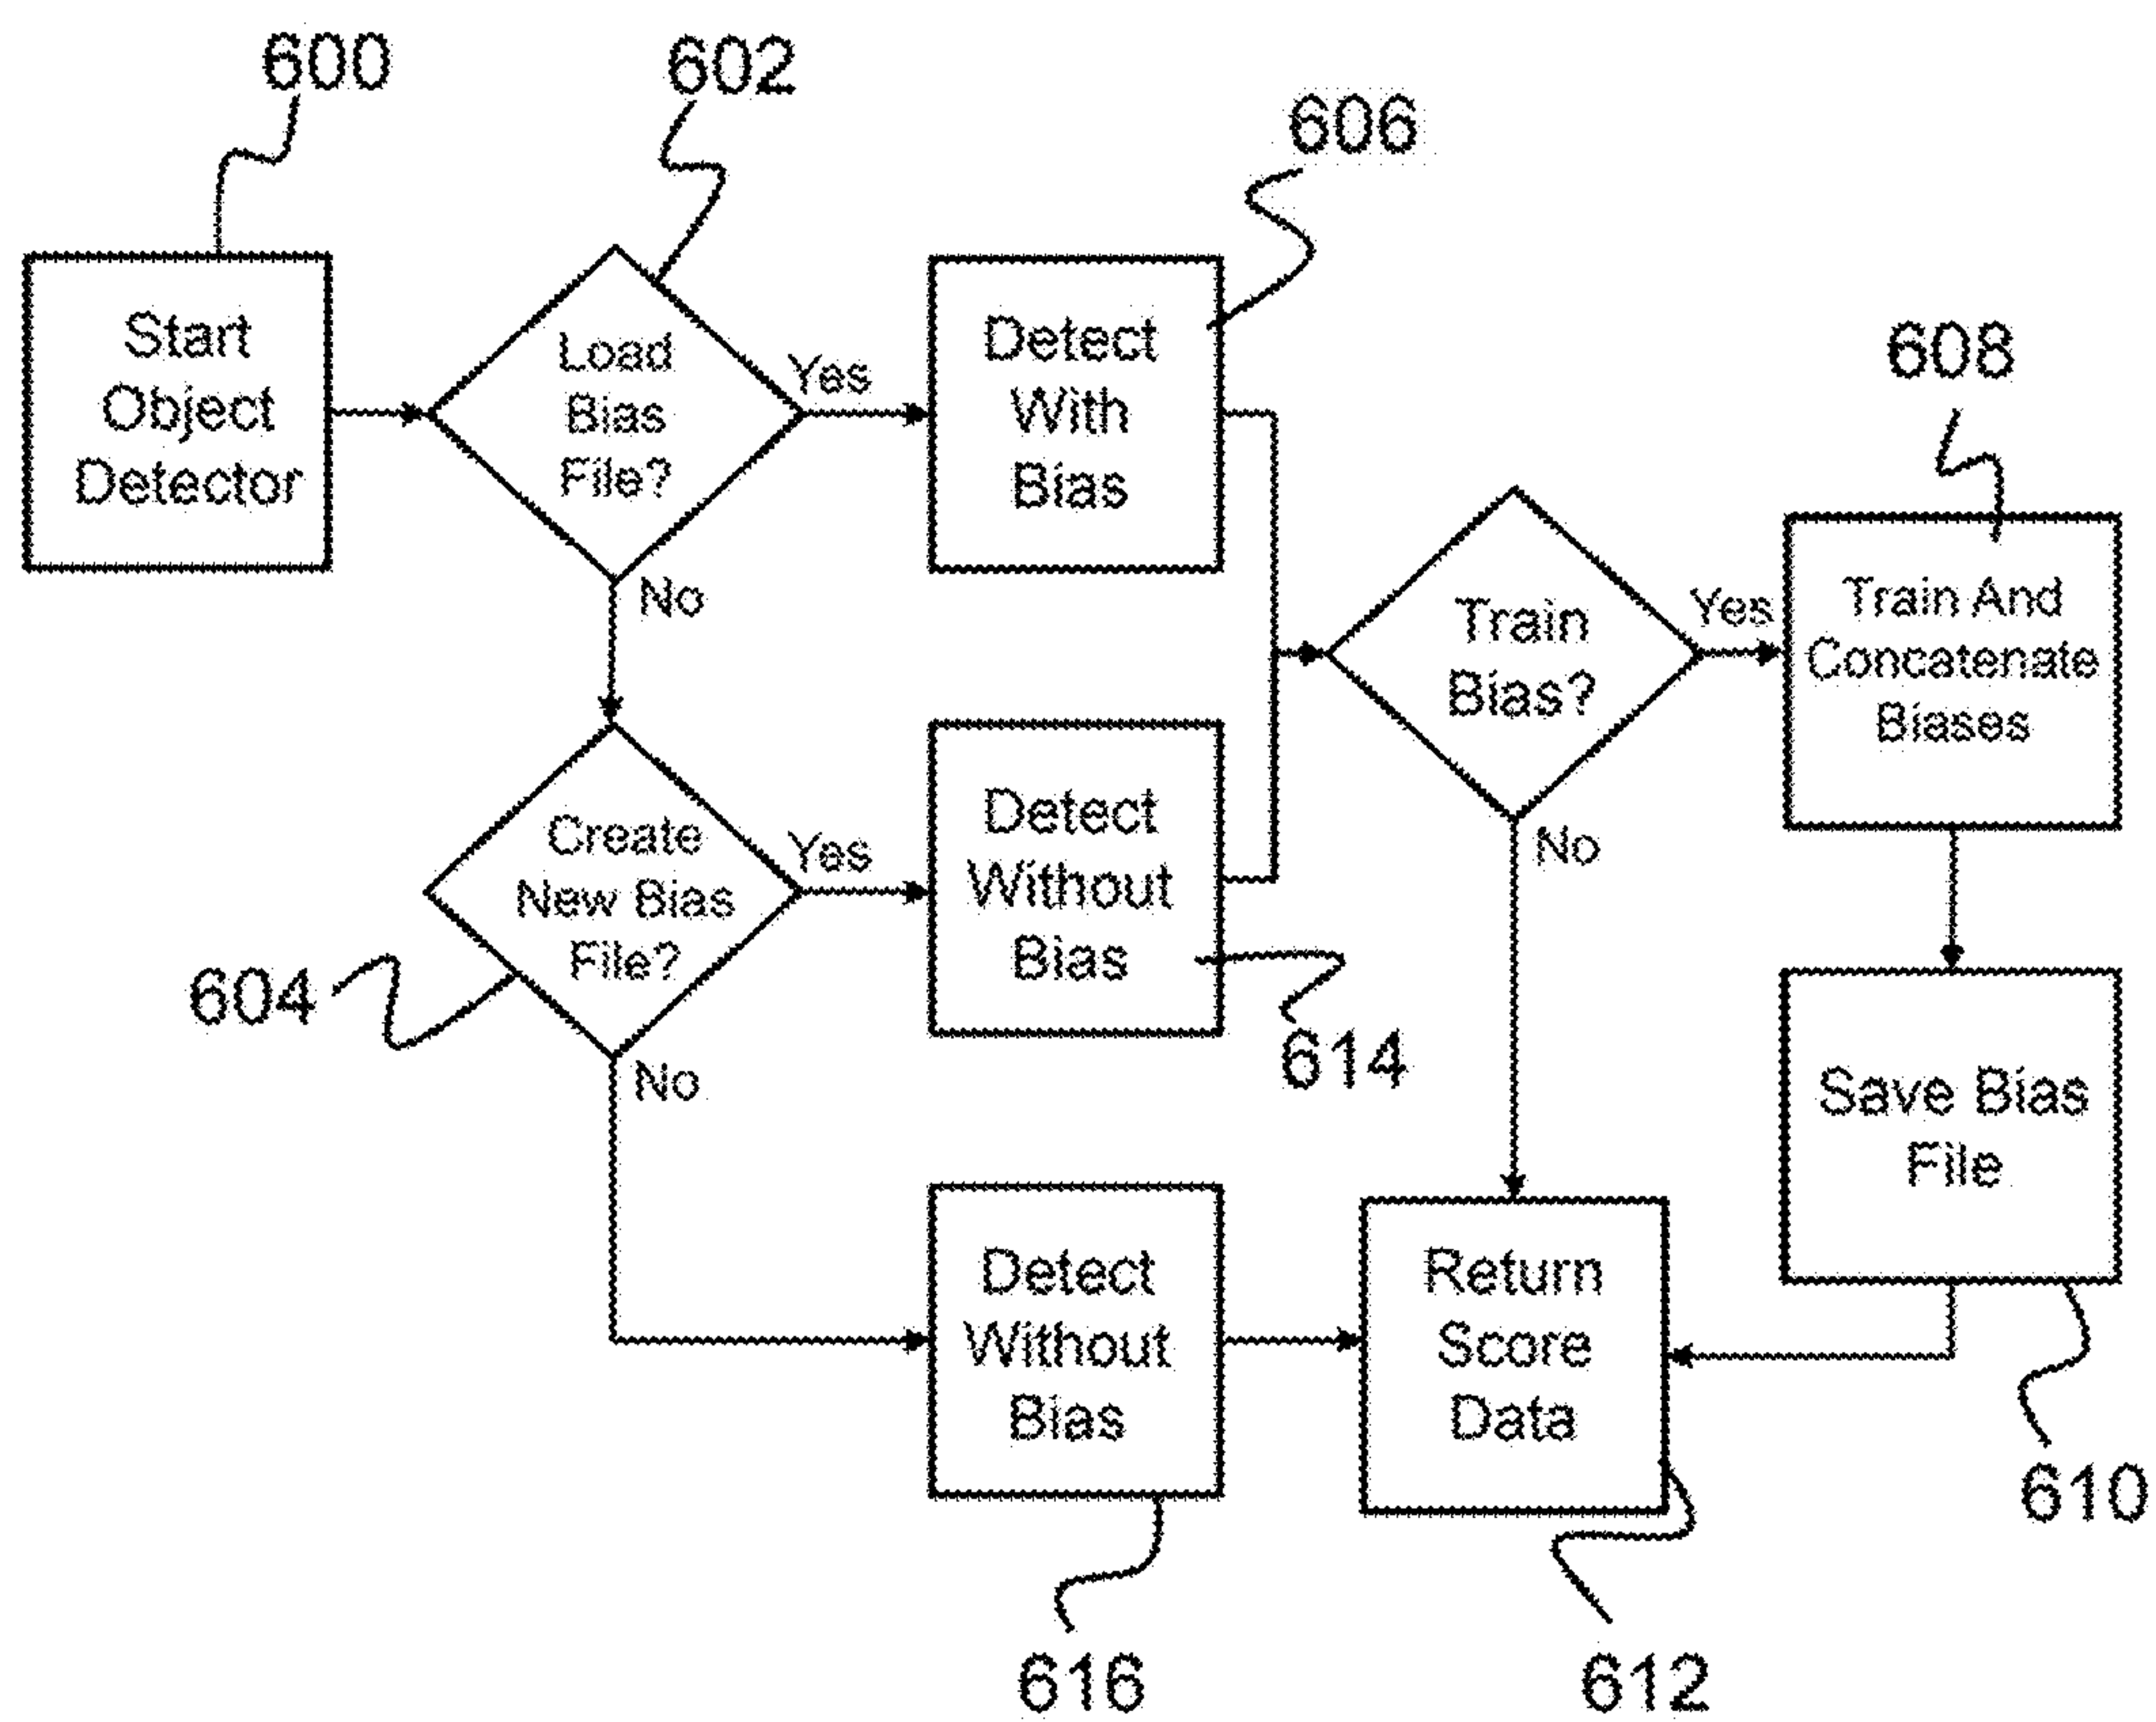 600
602
606
608
Start
Object
Detector
Load
Bias
File?
Yes
No
Detect
With
Bias
Train
Bias?
Yes
No
Train And
Concatenate
Biases
Create
New Bias
File?
Yes
No
604
Detect
Without
Bias
614
Save Bias
File
610
Detect
Without
Bias
616
Return
Score
Data
612